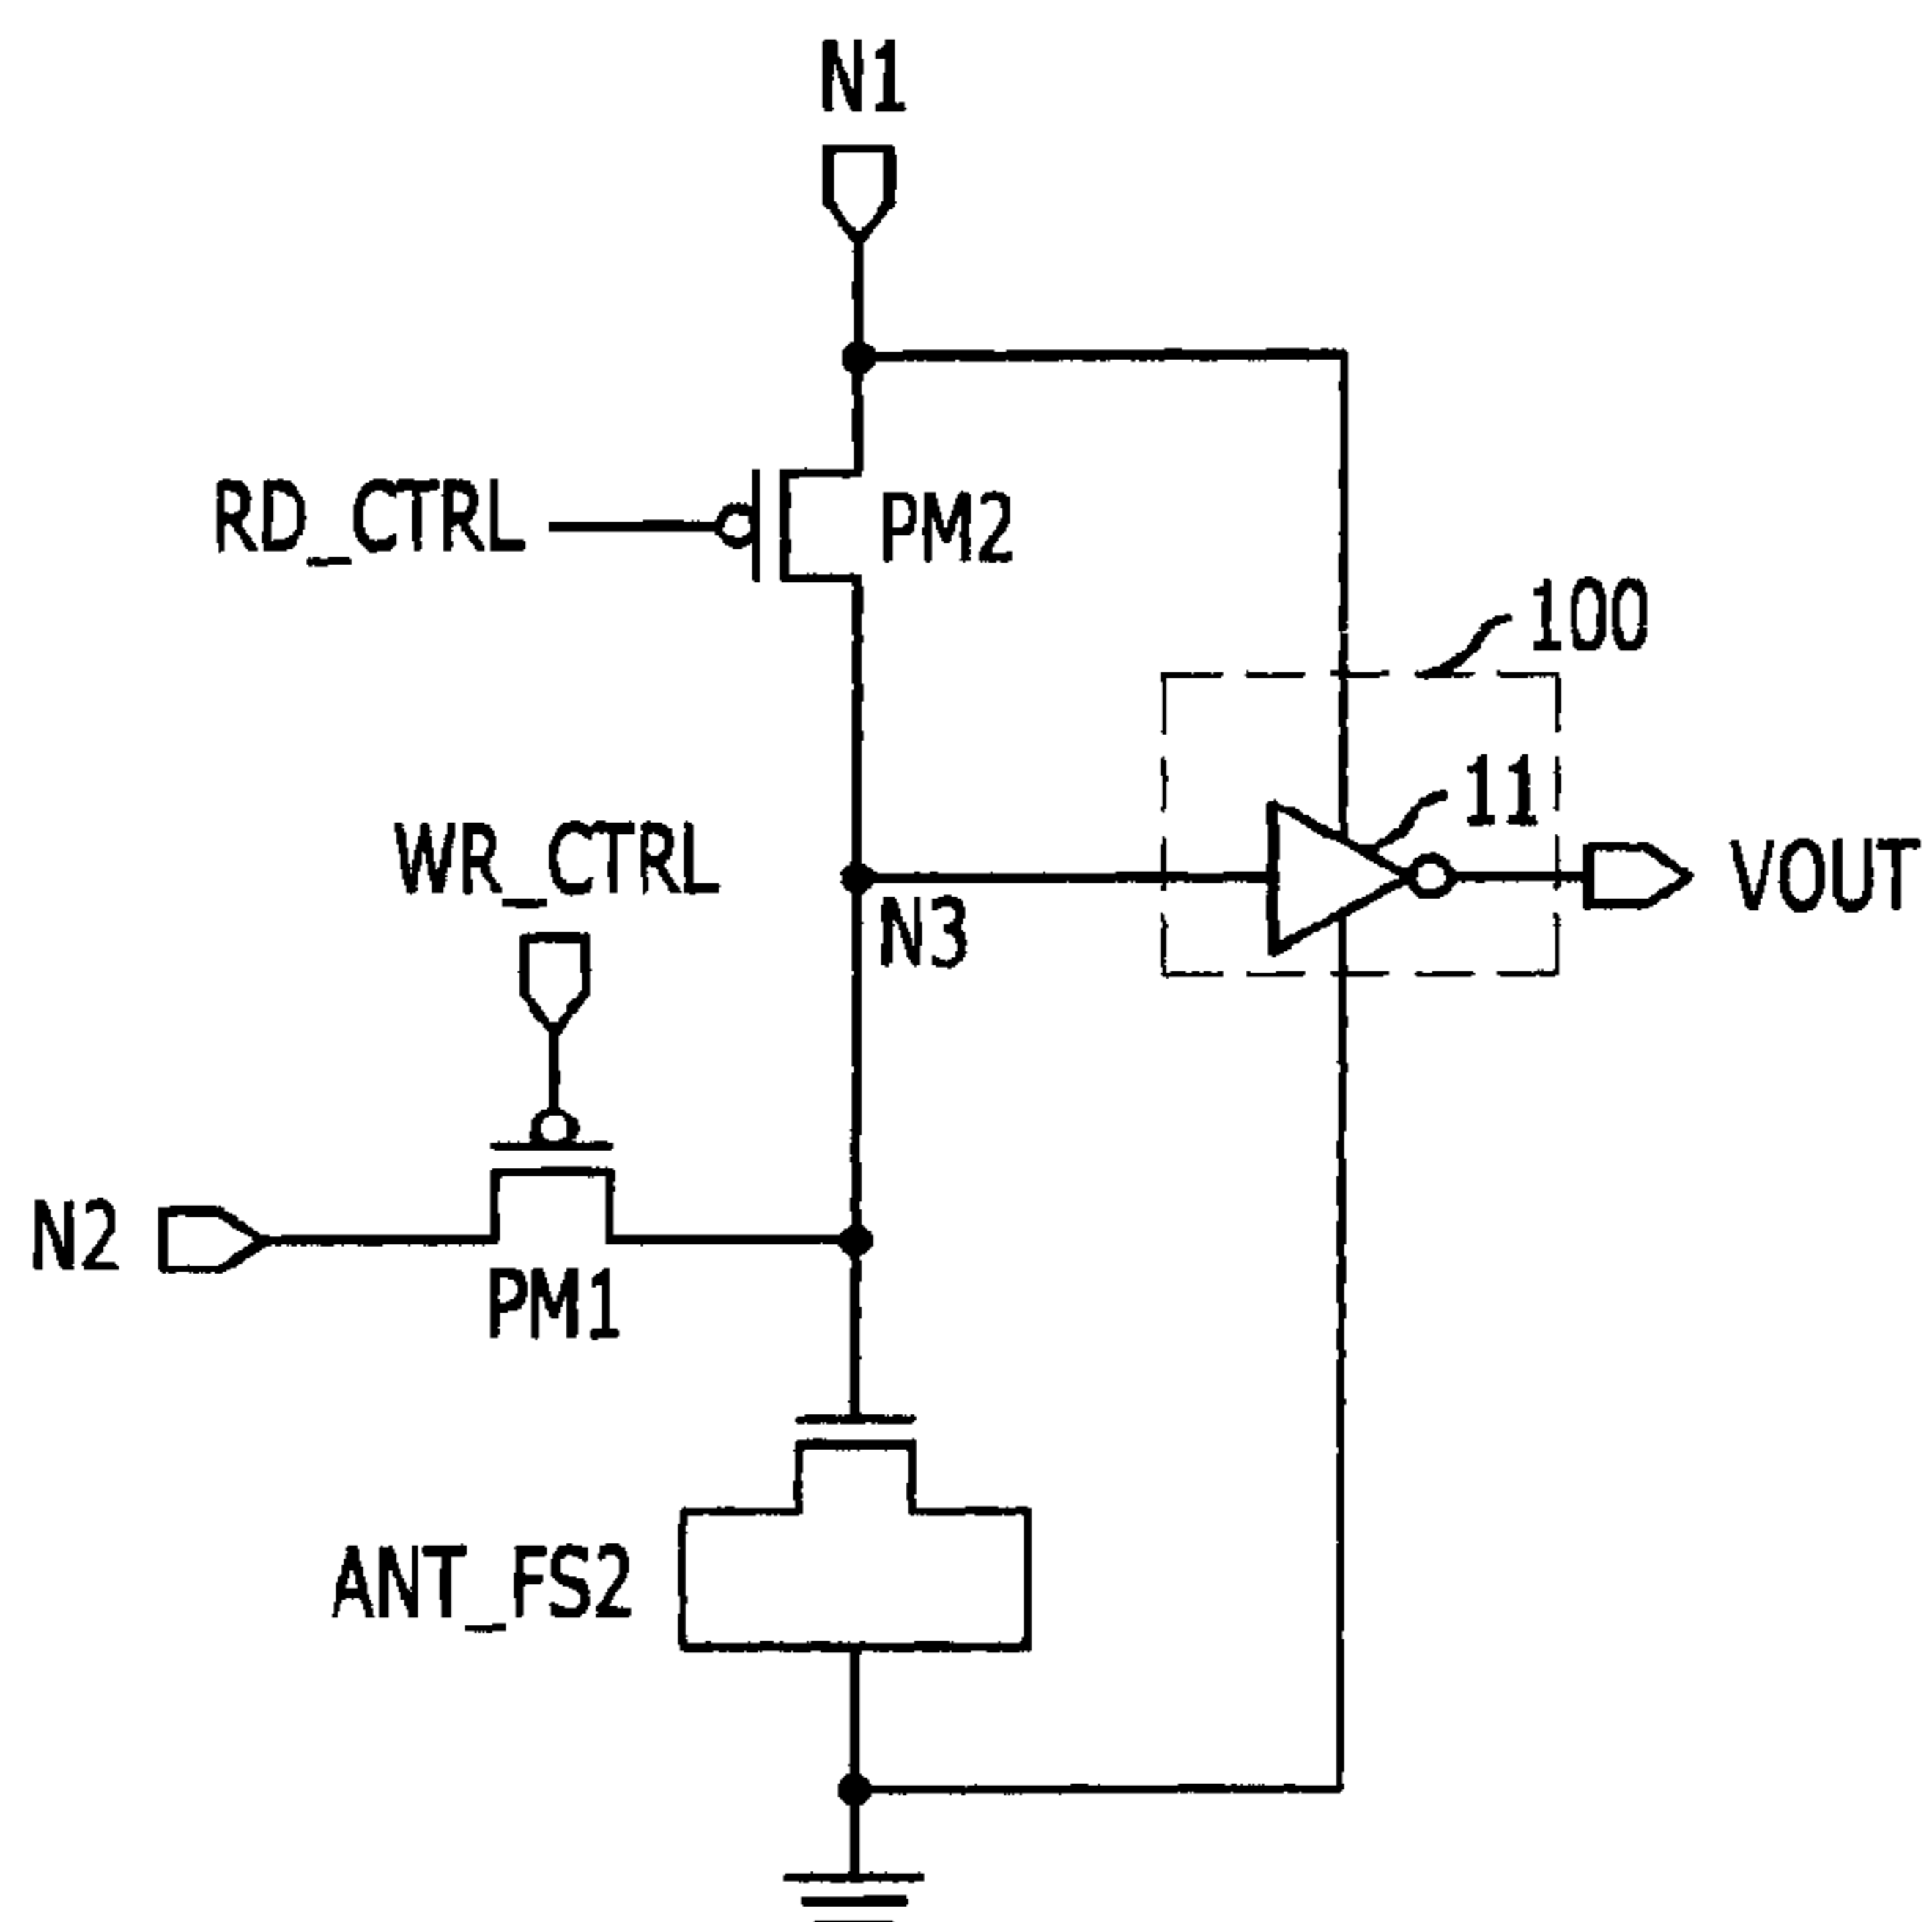 N1
RD_CTRL
PM2
100
11
WR_CTRL
VOUT
N3
N2
PM1
ANT_FS2